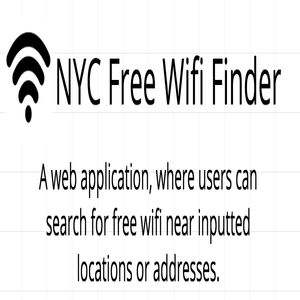 NYC Free Wifi Finder
A web application, where users can
search for free wifi near inputted
locations or addresses.